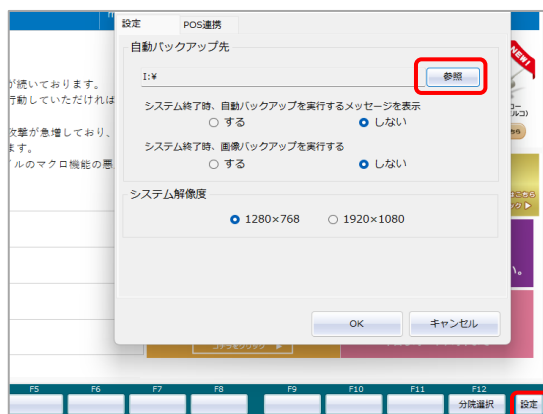 設定 POS連携
自動バックアップ先
I:¥ 参照
が続いております。
行動していただければ
システム終了時、自動バックアップを実行するメッセージを表示
する しない
攻撃が急増しており、
ます。
システム終了時、画像バックアップを実行する
イルのマクロ機能の悪
する しない
システム解像度
1280×768 1920×1080
OK キャンセル
NEW
F5 F6 F7 F8 F9 F10 F11 F12
分院選択 設定